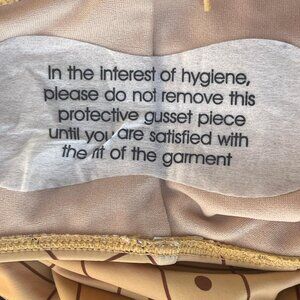 In the interest of hygiene,
please do not remove this
protective gusset piece
until you are satisfied with
the fit of the garment